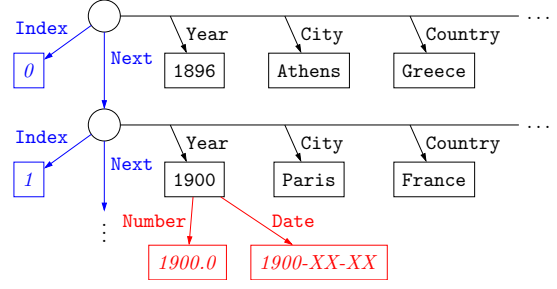 Index Year City Country ...
0 Next 1896 Athens Greece
Index Year City Country ...
1 Next 1900 Paris France
Number Date
1900.0 1900-XX-XX